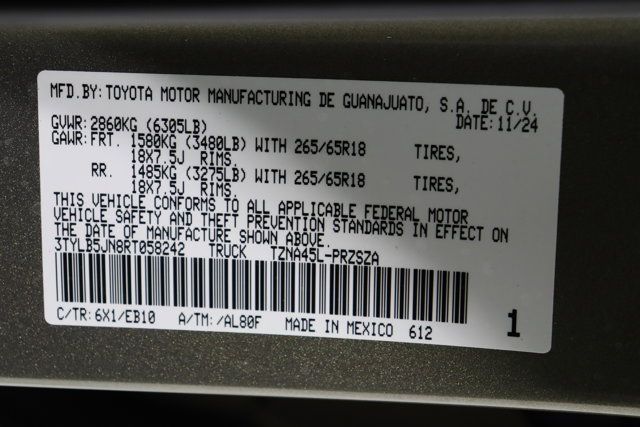 MFD.BY: TOYOTA MOTOR MANUFACTURING DE GUANAJUATO, S.A. DE C.V.
GVWR: 2860KG (6305LB) DATE: 11/24
GAWR: FRT. 1580KG (3480LB) WITH 265/65R18 TIRES,
18X7.5J RIMS.
RR. 1485KG (3275LB) WITH 265/65R18 TIRES,
18X7.5J RIMS.
THIS VEHICLE CONFORMS TO ALL APPLICABLE FEDERAL MOTOR
VEHICLE SAFETY AND THEFT PREVENTION STANDARDS IN EFFECT ON
THE DATE OF MANUFACTURE SHOWN ABOVE.
3TYLB5JN8RT058242 TRUCK TZNA45L-PRZSZA
C/TR: 6X1/EB10 A/TM: /AL80F MADE IN MEXICO 612 1